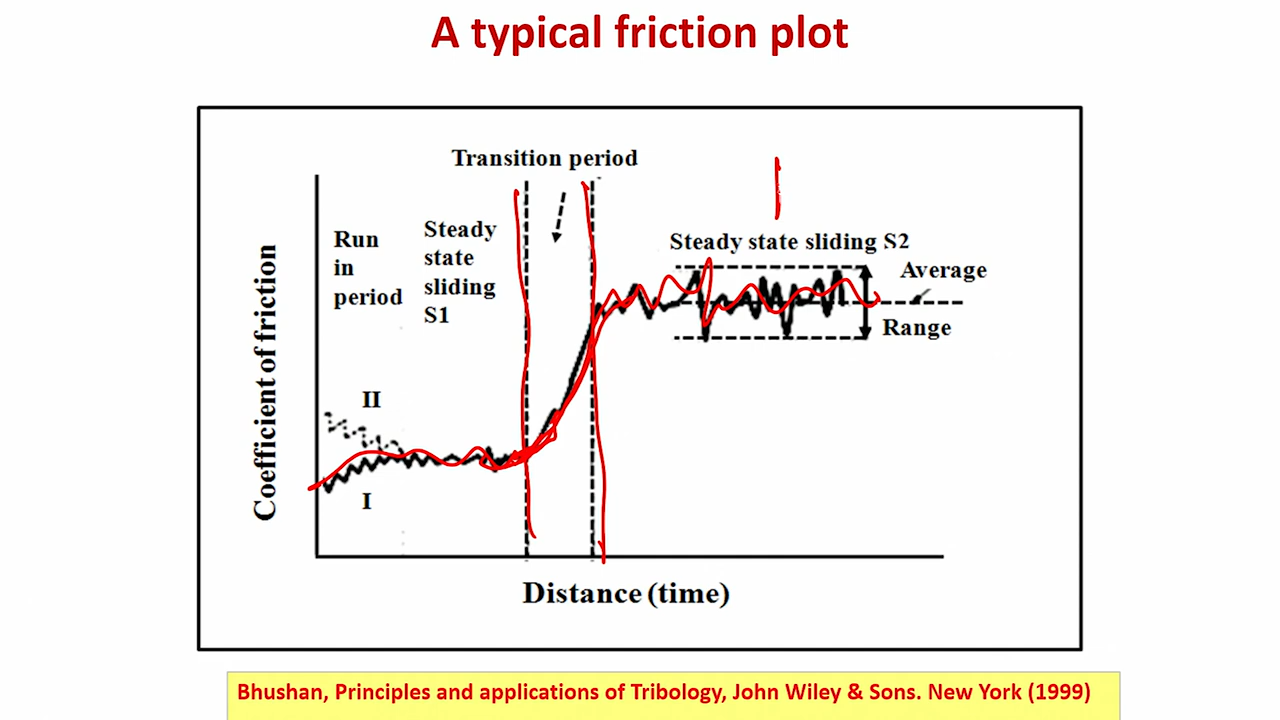 A typical friction plot
Transition period
Run
in
period
Steady
state
sliding
S1
Steady state sliding S2
Average
Range
II
I
Coefficient of friction
Distance (time)
Bhushan, Principles and applications of Tribology, John Wiley & Sons. New York (1999)